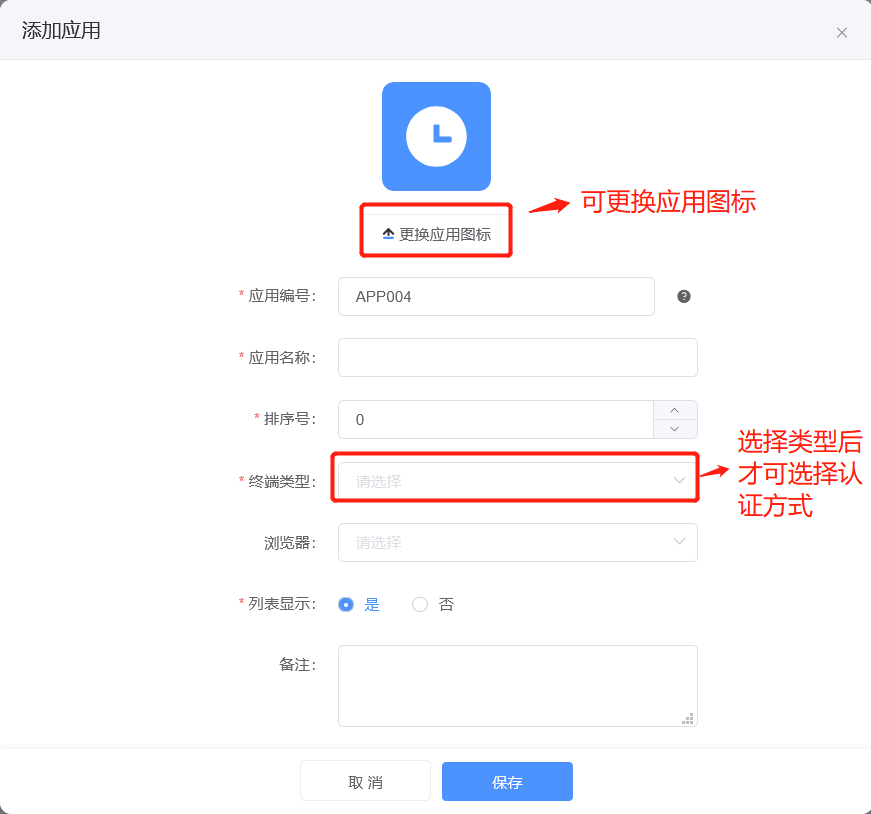 添加应用
可更换应用图标
更换应用图标
* 应用编号： APP004 ?
* 应用名称：
* 排序号： 0
选择类型后
才可选择认
证方式
* 终端类型： 请选择
浏览器： 请选择
* 列表显示： 是 否
备注：
取 消 保存